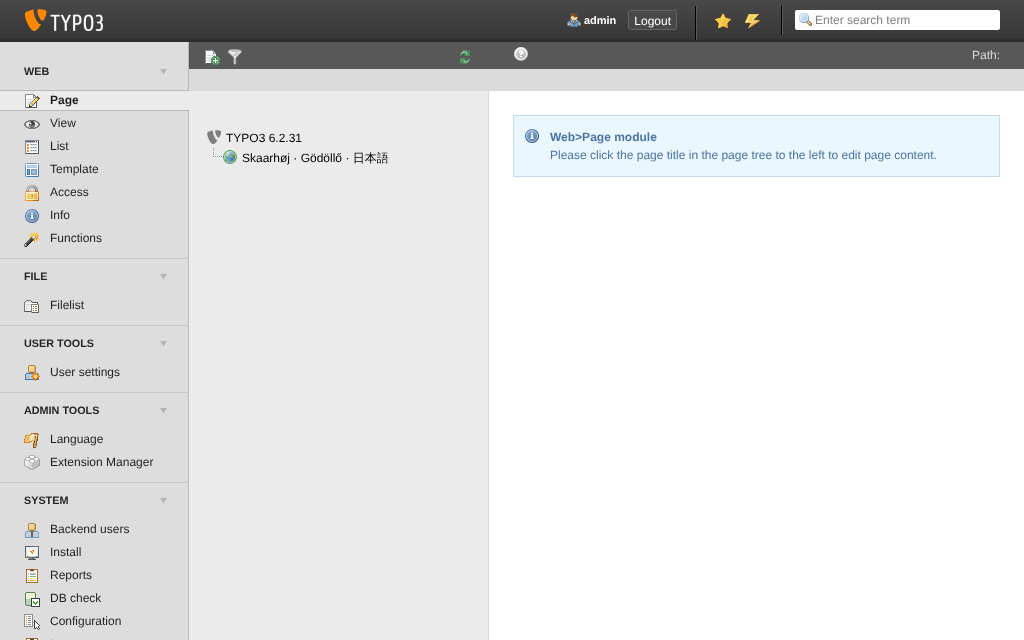 TYPO3
admin
Logout
Enter search term
Path:
WEB
Page
View
List
Template
Access
Info
Functions
FILE
Filelist
USER TOOLS
User settings
ADMIN TOOLS
Language
Extension Manager
SYSTEM
Backend users
Install
Reports
DB check
Configuration
TYPO3 6.2.31
Skaarhøj · Gödöllő · 日本語
Web>Page module
Please click the page title in the page tree to the left to edit page content.